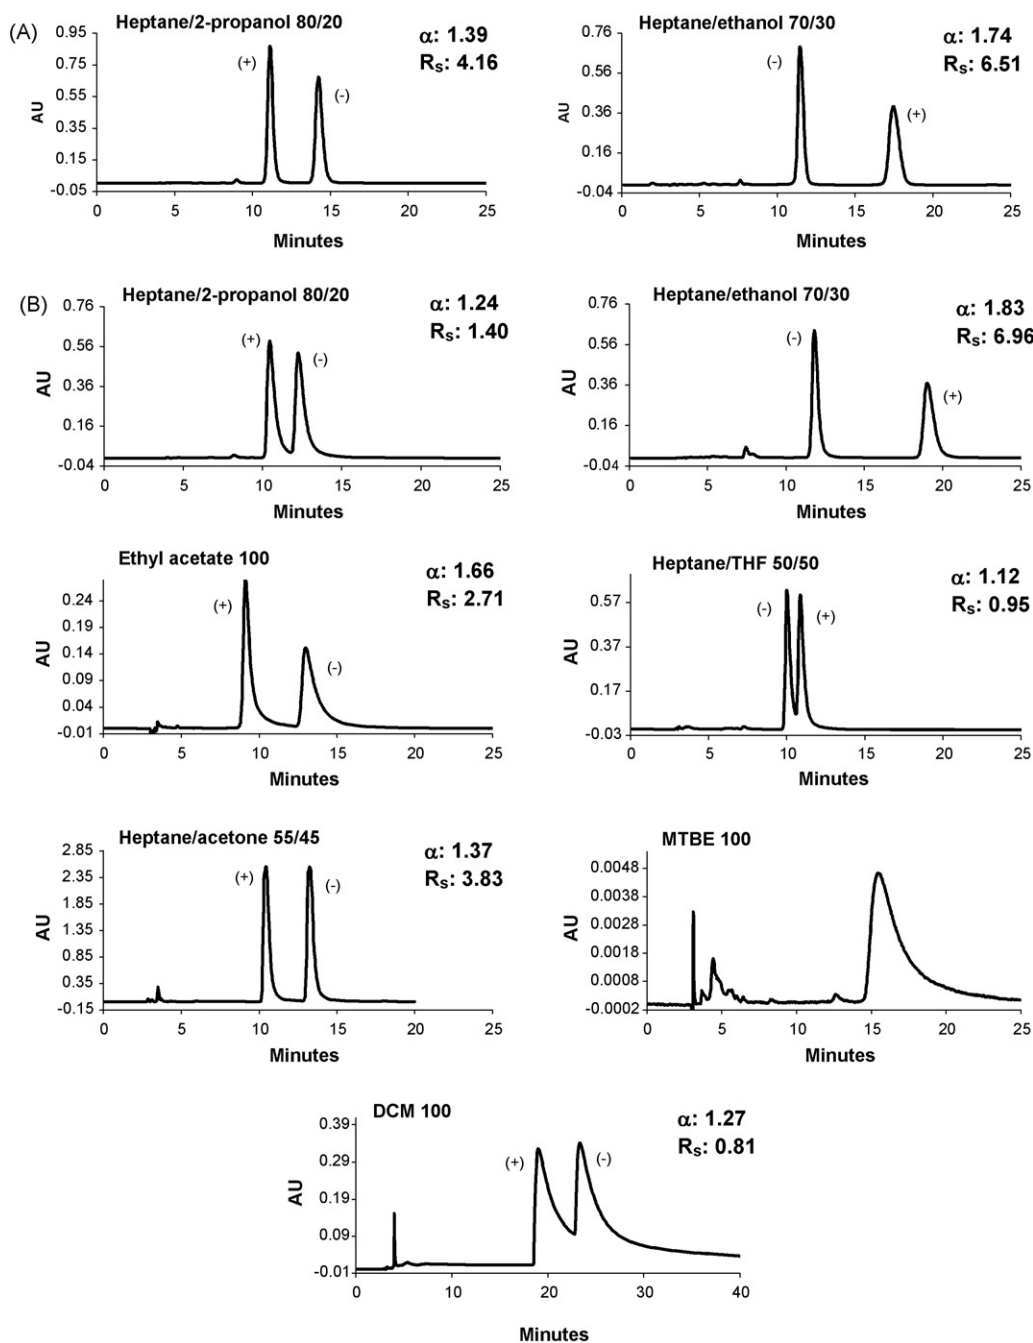 (A)
Heptane/2-propanol 80/20
α: 1.39
Rs: 4.16
(+)
(-)
AU
0.95
0.75
0.55
0.35
0.15
-0.05
0 5 10 15 20 25
Minutes
Heptane/ethanol 70/30
α: 1.74
Rs: 6.51
(-)
(+)
AU
0.76
0.56
0.36
0.16
-0.04
0 5 10 15 20 25
Minutes
(B)
Heptane/2-propanol 80/20
α: 1.24
Rs: 1.40
(+)
(-)
AU
0.76
0.56
0.36
0.16
-0.04
0 5 10 15 20 25
Minutes
Heptane/ethanol 70/30
α: 1.83
Rs: 6.96
(-)
(+)
AU
0.76
0.56
0.36
0.16
-0.04
0 5 10 15 20 25
Minutes
Ethyl acetate 100
α: 1.66
Rs: 2.71
(+)
(-)
AU
0.24
0.19
0.14
0.09
0.04
-0.01
0 5 10 15 20 25
Minutes
Heptane/THF 50/50
α: 1.12
Rs: 0.95
(-)
(+)
AU
0.57
0.37
0.17
-0.03
0 5 10 15 20 25
Minutes
Heptane/acetone 55/45
α: 1.37
Rs: 3.83
(+)
(-)
AU
2.85
2.35
1.85
1.35
0.85
0.35
-0.15
0 5 10 15 20 25
Minutes
MTBE 100
AU
0.0048
0.0038
0.0028
0.0018
0.0008
-0.0002
0 5 10 15 20 25
Minutes
DCM 100
α: 1.27
Rs: 0.81
(+)
(-)
AU
0.39
0.29
0.19
0.09
-0.01
0 10 20 30 40
Minutes